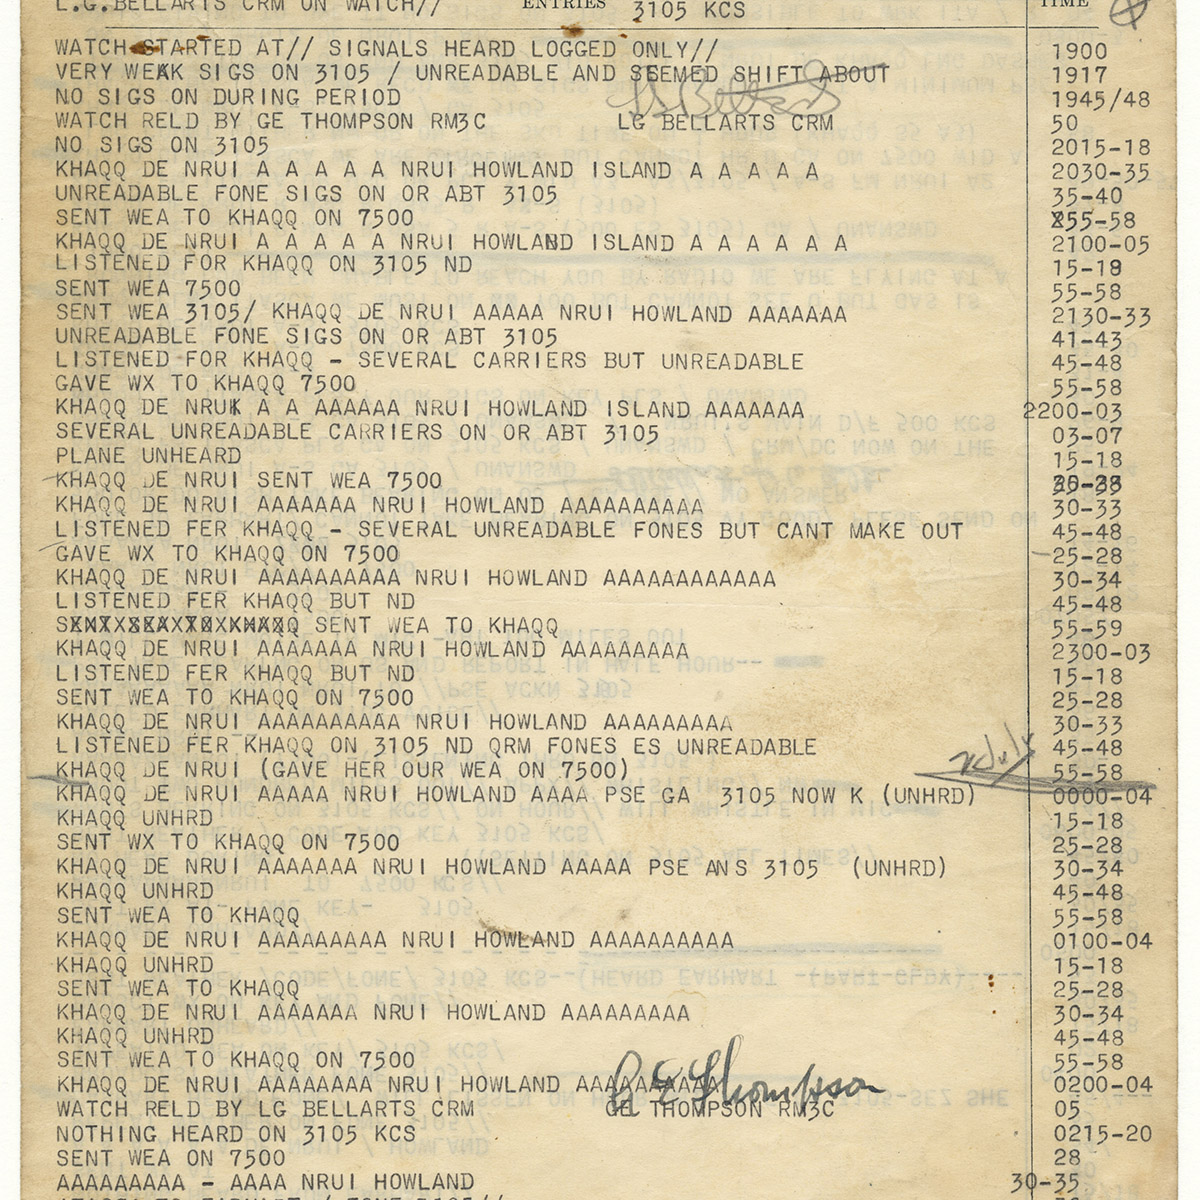 L.G.BELLARTS CRM ON WATCH// ENTRIES 3105 KCS TIME
WATCH STARTED AT// SIGNALS HEARD LOGGED ONLY// 1900
VERY WEAK SIGS ON 3105 / UNREADABLE AND SEEMED SHIFT ABOUT 1917
NO SIGS ON DURING PERIOD 1945/48
WATCH RELD BY GE THOMPSON RM3C LG BELLARTS CRM 50
NO SIGS ON 3105 2015-18
KHAQQ DE NRUI A A A A A NRUI HOWLAND ISLAND A A A A A 2030-35
UNREADABLE FONE SIGS ON OR ABT 3105 35-40
SENT WEA TO KHAQQ ON 7500 55-58
KHAQQ DE NRUI A A A A A NRUI HOWLAND ISLAND A A A A A A 2100-05
LISTENED FOR KHAQQ ON 3105 ND 15-18
SENT WEA 7500 55-58
SENT WEA 3105/ KHAQQ DE NRUI AAAAA NRUI HOWLAND AAAAAAA 2130-33
UNREADABLE FONE SIGS ON OR ABT 3105 41-43
LISTENED FOR KHAQQ - SEVERAL CARRIERS BUT UNREADABLE 45-48
GAVE WX TO KHAQQ 7500 55-58
KHAQQ DE NRUK A A AAAAAA NRUI HOWLAND ISLAND AAAAAAA 2200-03
SEVERAL UNREADABLE CARRIERS ON OR ABT 3105 03-07
PLANE UNHEARD 15-18
KHAQQ DE NRUI SENT WEA 7500
KHAQQ DE NRUI AAAAAAA NRUI HOWLAND AAAAAAAAAA 30-33
LISTENED FER KHAQQ - SEVERAL UNREADABLE FONES BUT CANT MAKE OUT 45-48
GAVE WX TO KHAQQ ON 7500 25-28
KHAQQ DE NRUI AAAAAAAAAA NRUI HOWLAND AAAAAAAAAAAA 30-34
LISTENED FER KHAQQ BUT ND 45-48
SENT WEA TO KHAQQ 55-59
KHAQQ DE NRUI AAAAAAA NRUI HOWLAND AAAAAAAAA 2300-03
LISTENED FER KHAQQ BUT ND 15-18
SENT WEA TO KHAQQ ON 7500 25-28
KHAQQ DE NRUI AAAAAAAAAA NRUI HOWLAND AAAAAAAAA 30-33
LISTENED FER KHAQQ ON 3105 ND QRM FONES ES UNREADABLE 45-48
KHAQQ DE NRUI (GAVE HER OUR WEA ON 7500) 2 July 55-58
KHAQQ DE NRUI AAAAA NRUI HOWLAND AAAA PSE GA 3105 NOW K (UNHRD) 0000-04
KHAQQ UNHRD 15-18
SENT WX TO KHAQQ ON 7500 25-28
KHAQQ DE NRUI AAAAAAA NRUI HOWLAND AAAAA PSE ANS 3105 (UNHRD) 30-34
KHAQQ UNHRD 45-48
SENT WEA TO KHAQQ 55-58
KHAQQ DE NRUI AAAAAAAAA NRUI HOWLAND AAAAAAAAAA 0100-04
KHAQQ UNHRD 15-18
SENT WEA TO KHAQQ 25-28
KHAQQ DE NRUI AAAAAAA NRUI HOWLAND AAAAAAAAA 30-34
KHAQQ UNHRD 45-48
SENT WEA TO KHAQQ ON 7500 55-58
KHAQQ DE NRUI AAAAAAAA NRUI HOWLAND AAAAAAAAAA 0200-04
G E Thompson
WATCH RELD BY LG BELLARTS CRM GE THOMPSON RM3C 05
NOTHING HEARD ON 3105 KCS 0215-20
SENT WEA ON 7500 28
AAAAAAAAA - AAAA NRUI HOWLAND 30-35